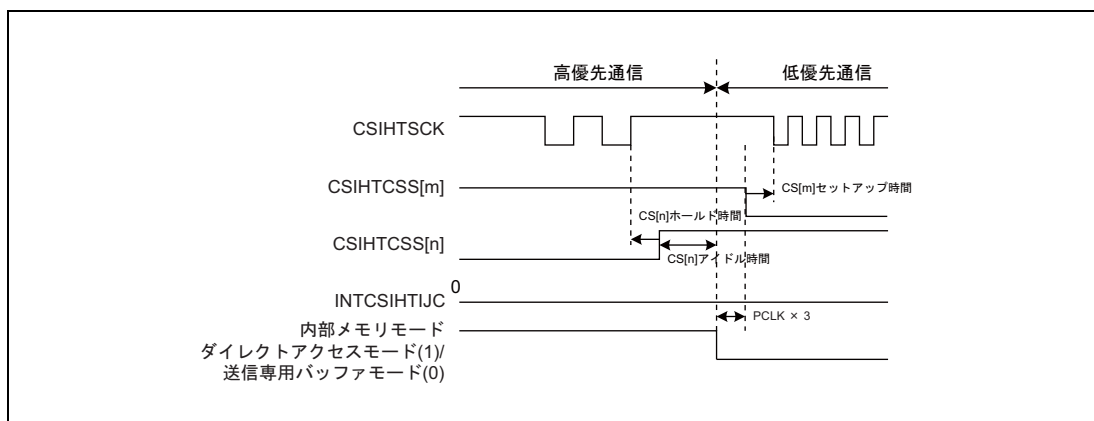 高優先通信
低優先通信
CSIHTSCK
CSIHTCSS[m]
CS[m]セットアップ時間
CS[n]ホールド時間
CSIHTCSS[n]
CS[n]アイドル時間
0
INTCSIHTIJC
PCLK × 3
内部メモリモード
ダイレクトアクセスモード(1)/
送信専用バッファモード(0)